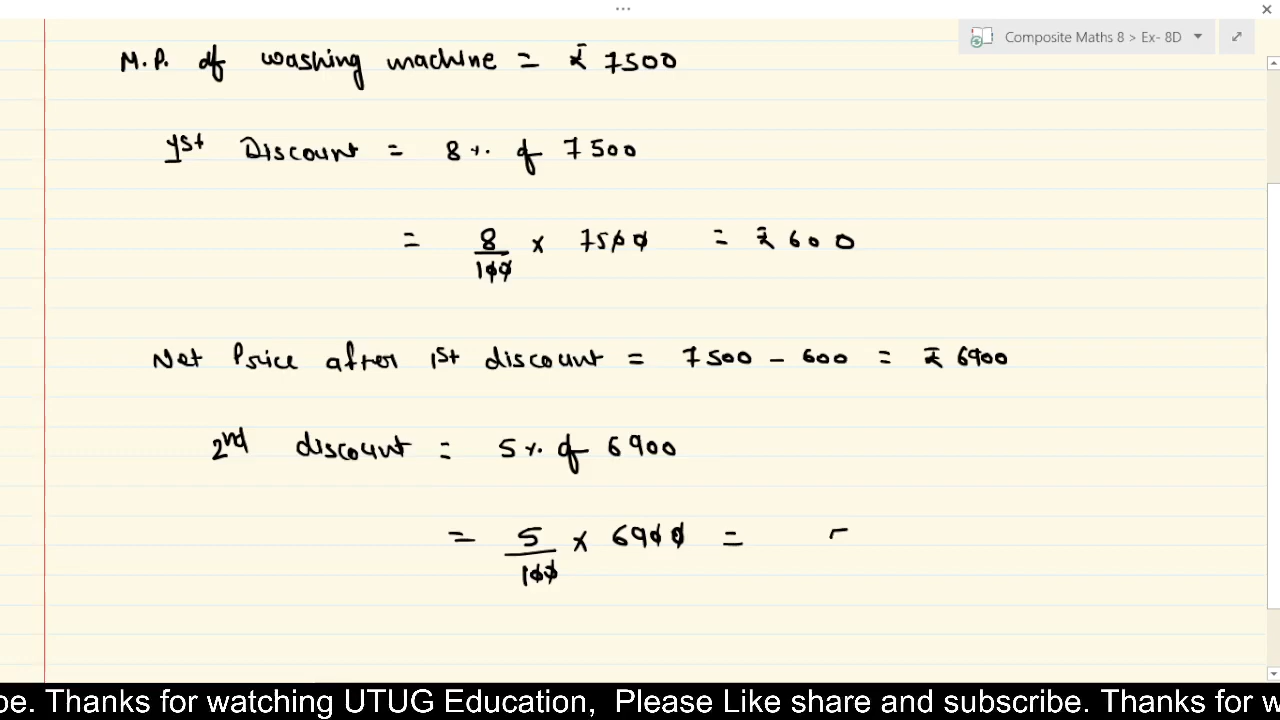 Composite Maths 8 > Ex- 8D
M.P. of washing machine = ₹ 7500
1st Discount = 8 % of 7500
= 8/100 × 7500 = ₹ 600
Net Price after 1st discount = 7500 - 600 = ₹ 6900
2nd discount = 5 % of 6900
= 5/100 × 6900 =
be. Thanks for watching UTUG Education, Please Like share and subscribe. Thanks for w